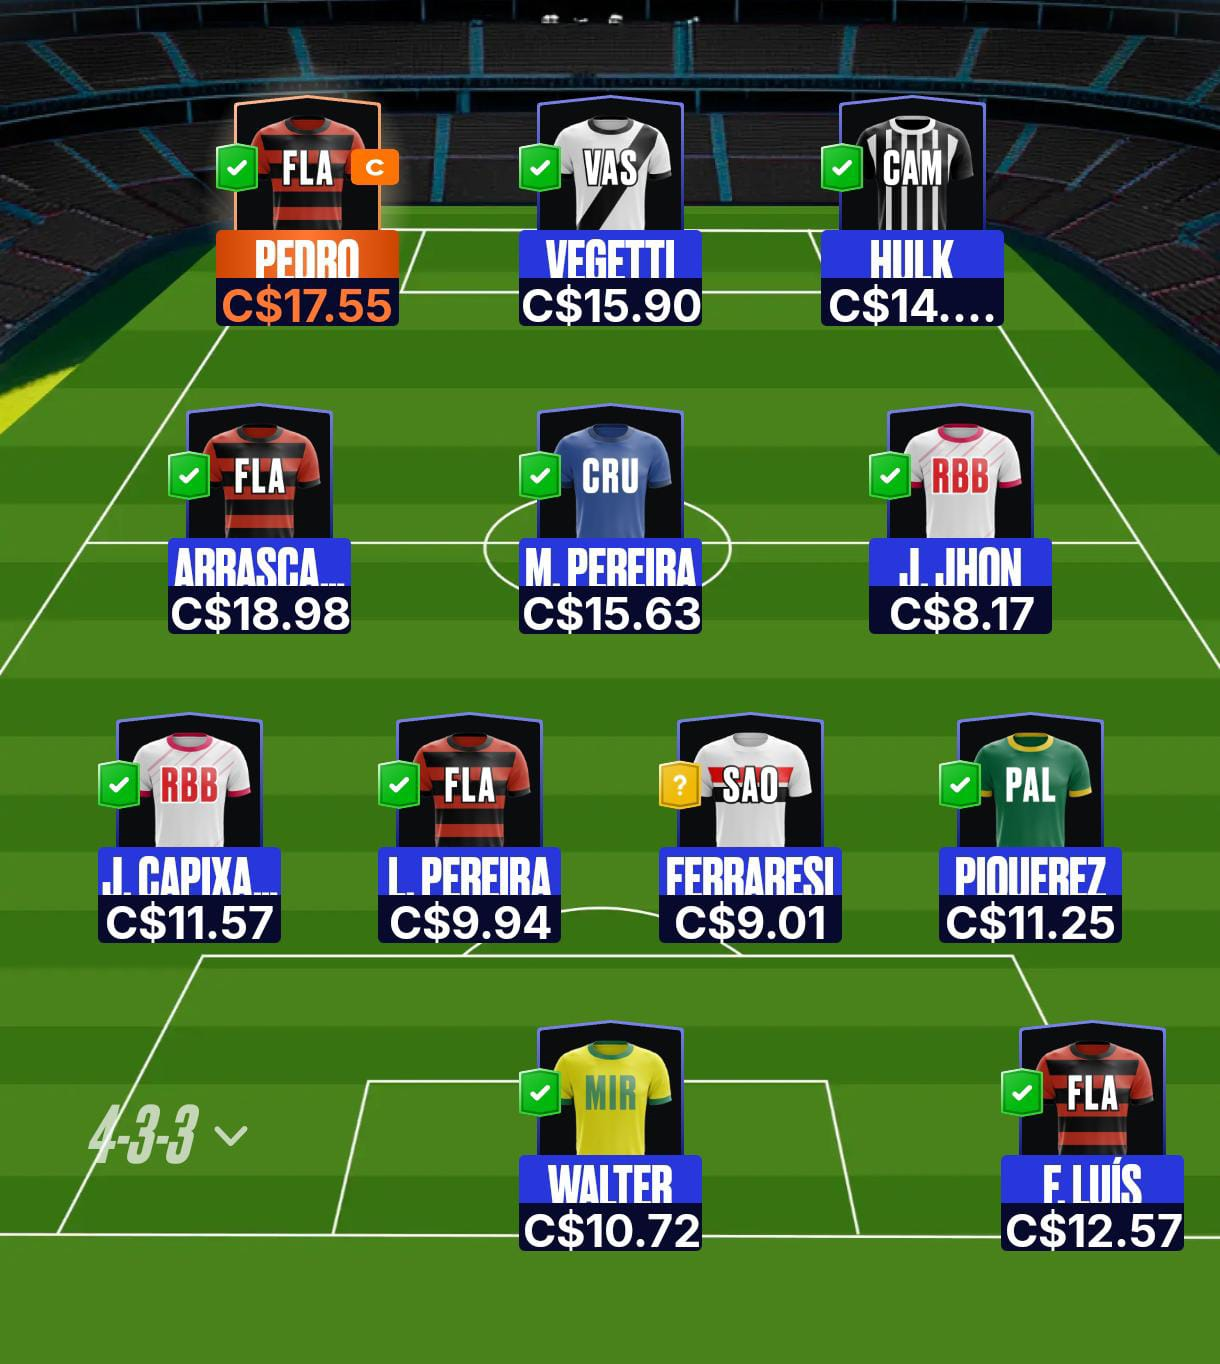 FLA
C
PEDRO
C$17.55
VAS
VEGETTI
C$15.90
CAM
HULK
C$14....
FLA
ARRASCA...
C$18.98
CRU
M. PEREIRA
C$15.63
RBB
J. JHON
C$8.17
RBB
J. CAPIXA...
C$11.57
FLA
L. PEREIRA
C$9.94
?
SAO
FERRARESI
C$9.01
PAL
PIQUEREZ
C$11.25
4-3-3
MIR
WALTER
C$10.72
FLA
F. LUÍS
C$12.57